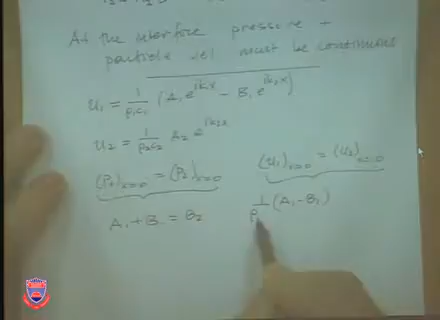 At the interface pressure +
particle vel must be continuous
u₁ = 1/ρ₁c₁ (A₁ e^{ik₁x} - B₁ e^{ik₂x})
u₂ = 1/ρ₂c₂ A₂ e^{ik₂x}
(P₁)ₓ₌₀ = (P₂)ₓ₌₀ (u₁)ₓ₌₀ = (u₂)ₓ₌₀
A₁ + B₁ = B₂ 1/ρ₁ (A₁ - B₁)